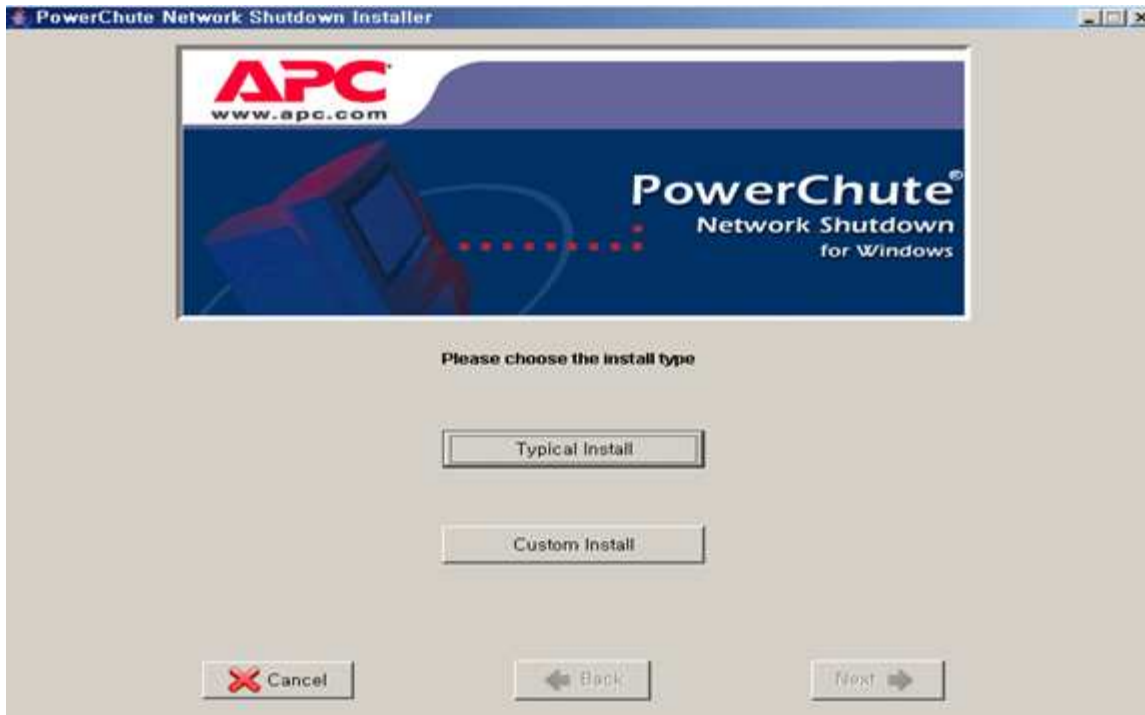 PowerChute Network Shutdown Installer
APC
www.apc.com
PowerChute®
Network Shutdown
for Windows
Please choose the install type
Typical Install
Custom Install
Cancel
Back
Next